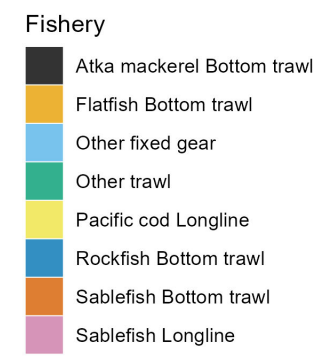 Fishery
Atka mackerel Bottom trawl
Flatfish Bottom trawl
Other fixed gear
Other trawl
Pacific cod Longline
Rockfish Bottom trawl
Sablefish Bottom trawl
Sablefish Longline